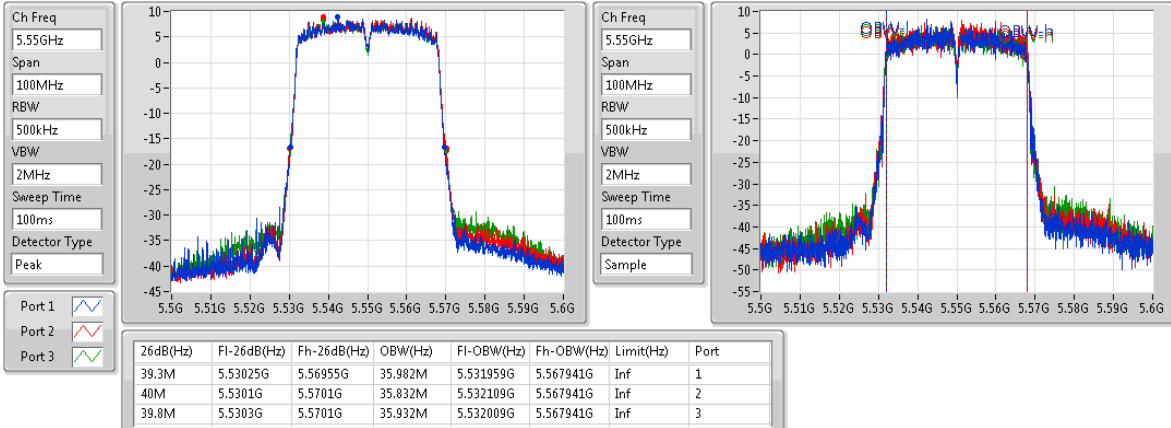 Ch Freq
5.55GHz
Span
100MHz
RBW
500kHz
VBW
2MHz
Sweep Time
100ms
Detector Type
Peak
10
5
0
-5
-10
-15
-20
-25
-30
-35
-40
-45
5.5G 5.51G 5.52G 5.53G 5.54G 5.55G 5.56G 5.57G 5.58G 5.59G 5.6G
Ch Freq
5.55GHz
Span
100MHz
RBW
500kHz
VBW
2MHz
Sweep Time
100ms
Detector Type
Sample
10
5
0
-5
-10
-15
-20
-25
-30
-35
-40
-45
-50
-55
5.5G 5.51G 5.52G 5.53G 5.54G 5.55G 5.56G 5.57G 5.58G 5.59G 5.6G
Port 1
Port 2
Port 3
26dB(Hz) Fl-26dB(Hz) Fh-26dB(Hz) OBW(Hz) Fl-OBW(Hz) Fh-OBW(Hz) Limit(Hz) Port
39.3M 5.53025G 5.56955G 35.982M 5.531959G 5.567941G Inf 1
40M 5.5301G 5.5701G 35.832M 5.532109G 5.567941G Inf 2
39.8M 5.5303G 5.5701G 35.932M 5.532009G 5.567941G Inf 3